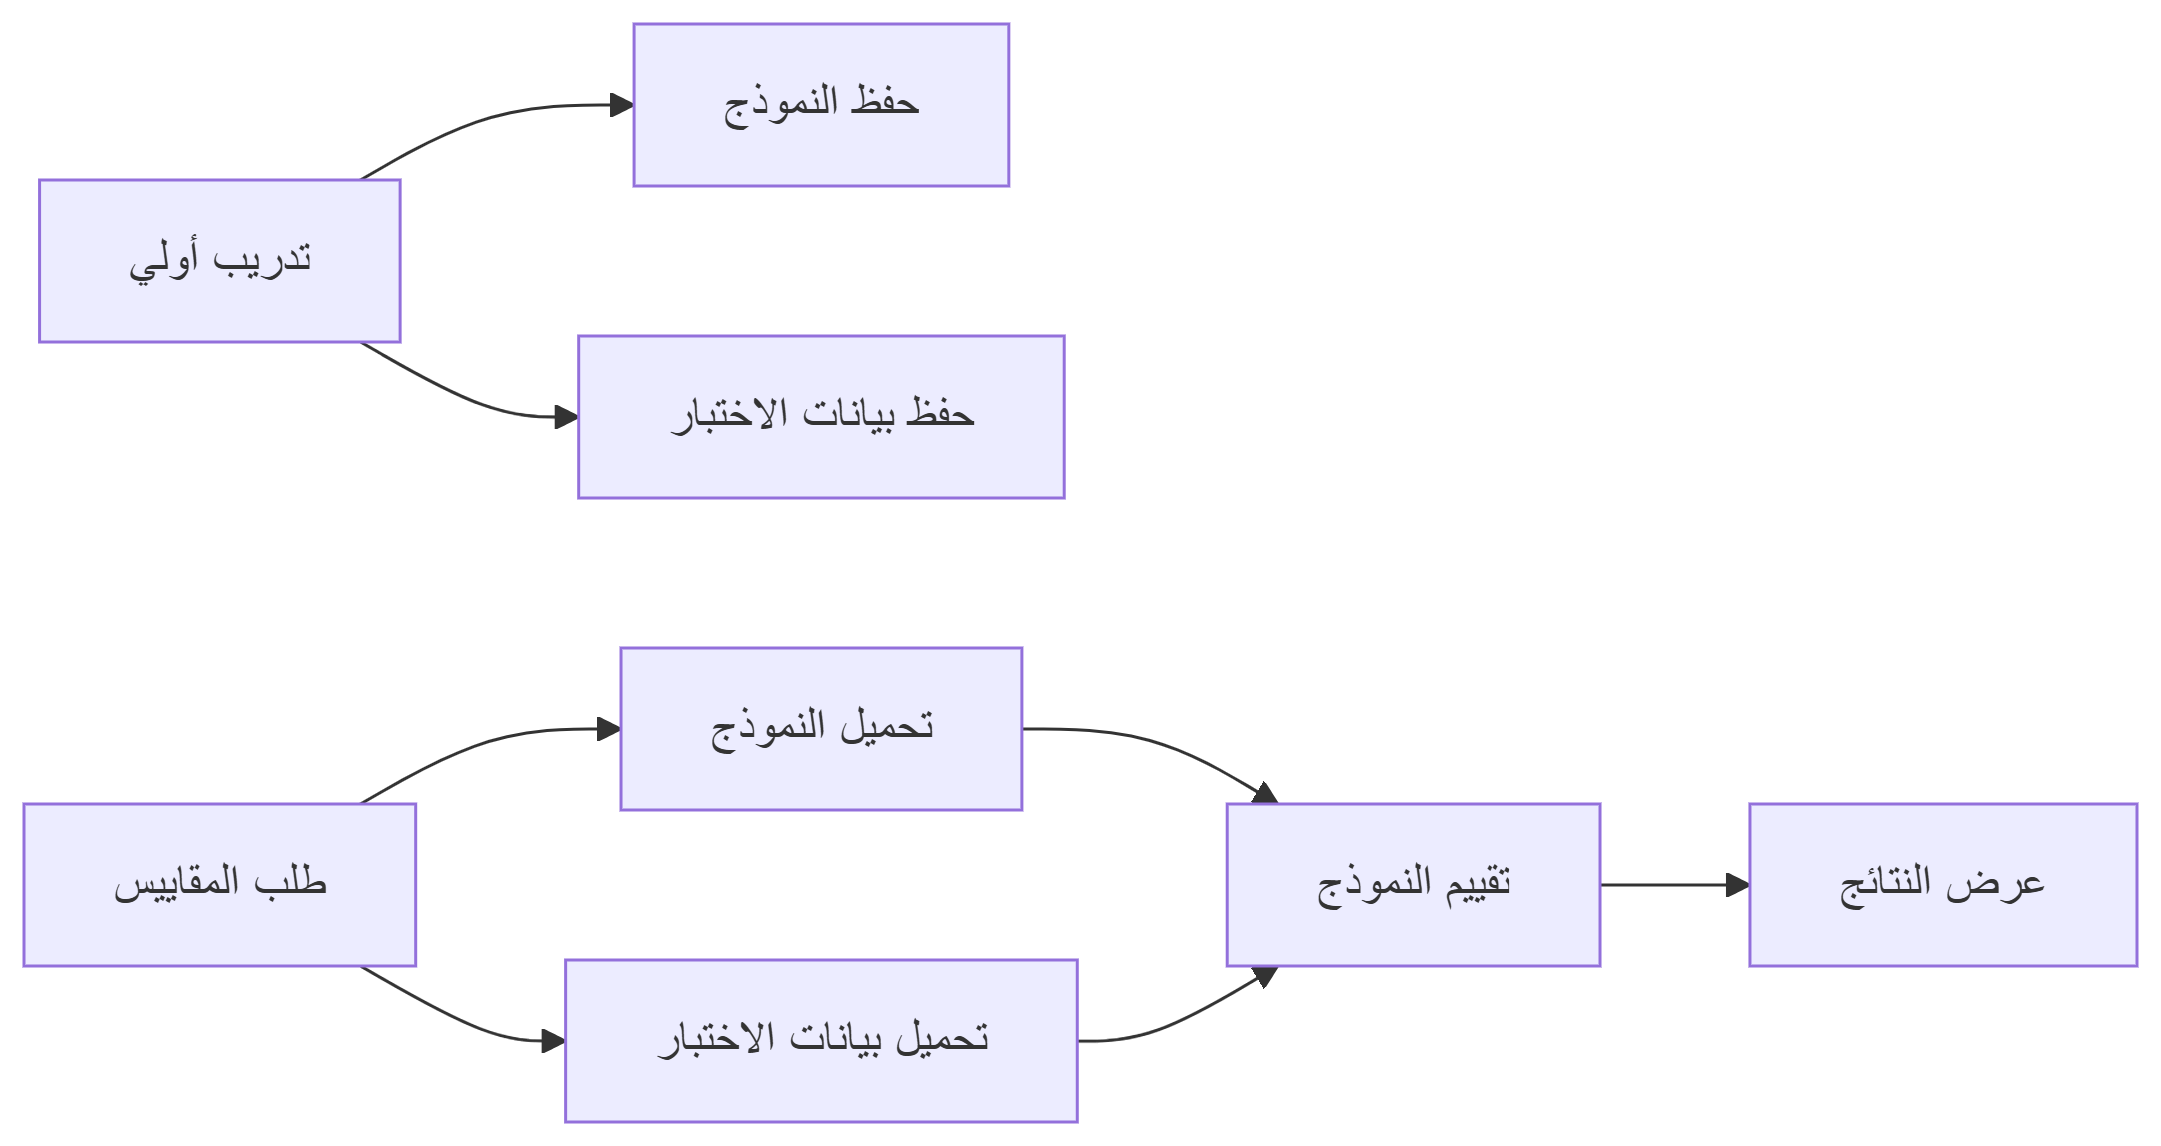 حفظ النموذج
تدريب أولي
حفظ بيانات الاختبار
تحميل النموذج
طلب المقاييس
تقييم النموذج
عرض النتائج
تحميل بيانات الاختبار